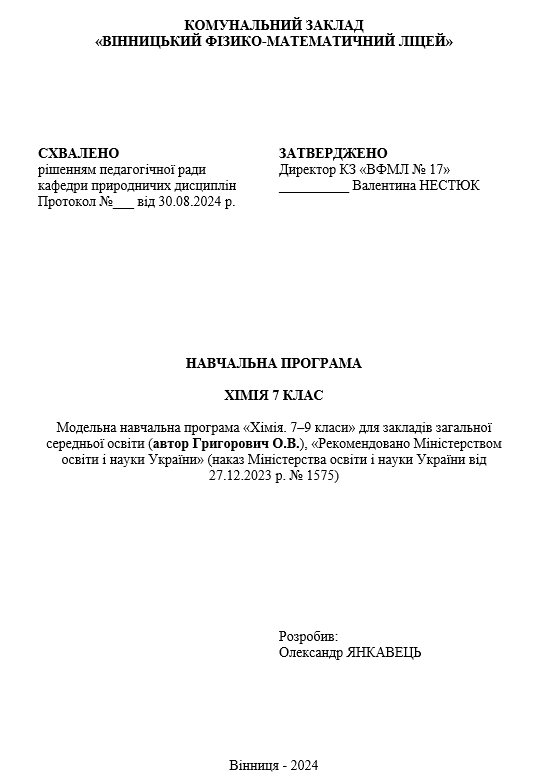 КОМУНАЛЬНИЙ ЗАКЛАД
«ВІННИЦЬКИЙ ФІЗИКО-МАТЕМАТИЧНИЙ ЛІЦЕЙ»
СХВАЛЕНО
рішенням педагогічної ради
кафедри природничих дисциплін
Протокол №___ від 30.08.2024 р.
ЗАТВЕРДЖЕНО
Директор КЗ «ВФМЛ № 17»
__________ Валентина НЕСТЮК
НАВЧАЛЬНА ПРОГРАМА
ХІМІЯ 7 КЛАС
Модельна навчальна програма «Хімія. 7–9 класи» для закладів загальної
середньої освіти (автор Григорович О.В.), «Рекомендовано Міністерством
освіти і науки України» (наказ Міністерства освіти і науки України від
27.12.2023 р. № 1575)
Розробив:
Олександр ЯНКАВЕЦЬ
Вінниця - 2024